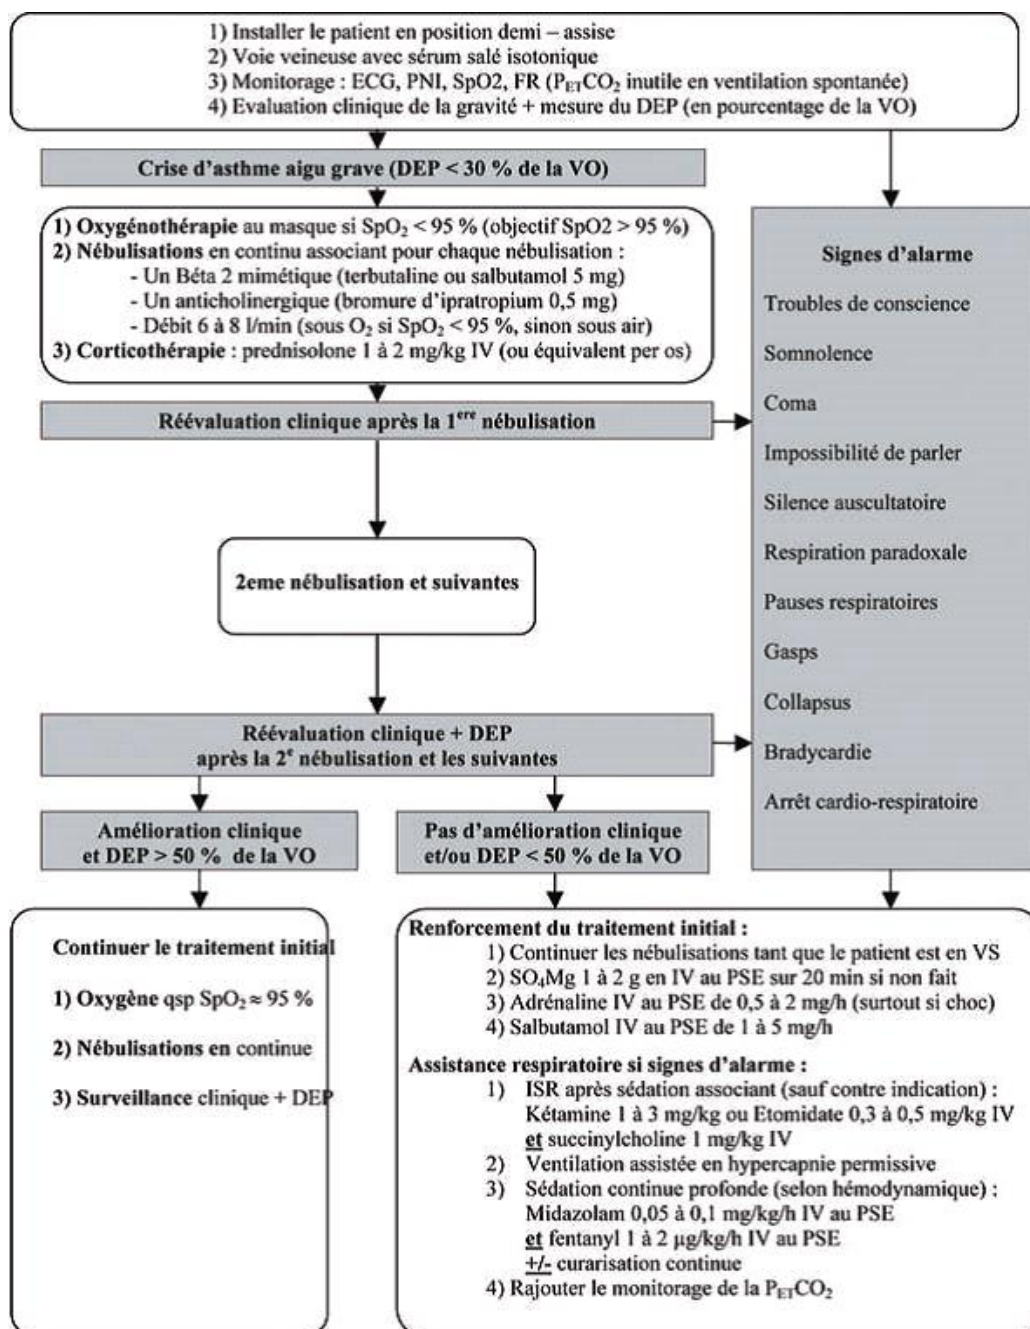 1) Installer le patient en position demi – assise
2) Voie veineuse avec sérum salé isotonique
3) Monitorage : ECG, PNI, SpO2, FR (PETCO2 inutile en ventilation spontanée)
4) Evaluation clinique de la gravité + mesure du DEP (en pourcentage de la VO)
Crise d'asthme aigu grave (DEP < 30 % de la VO)
1) Oxygénothérapie au masque si SpO2 < 95 % (objectif SpO2 > 95 %)
2) Nébulisations en continu associant pour chaque nébulisation :
- Un Béta 2 mimétique (terbutaline ou salbutamol 5 mg)
- Un anticholinergique (bromure d'ipratropium 0,5 mg)
- Débit 6 à 8 l/min (sous O2 si SpO2 < 95 %, sinon sous air)
3) Corticothérapie : prednisolone 1 à 2 mg/kg IV (ou équivalent per os)
Réévaluation clinique après la 1ere nébulisation
2eme nébulisation et suivantes
Réévaluation clinique + DEP
après la 2e nébulisation et les suivantes
Signes d'alarme
Troubles de conscience
Somnolence
Coma
Impossibilité de parler
Silence auscultatoire
Respiration paradoxale
Pauses respiratoires
Gasps
Collapsus
Bradycardie
Arrêt cardio-respiratoire
Amélioration clinique
et DEP > 50 % de la VO
Pas d'amélioration clinique
et/ou DEP < 50 % de la VO
Continuer le traitement initial
1) Oxygène qsp SpO2 ≈ 95 %
2) Nébulisations en continue
3) Surveillance clinique + DEP
Renforcement du traitement initial :
1) Continuer les nébulisations tant que le patient est en VS
2) SO4Mg 1 à 2 g en IV au PSE sur 20 min si non fait
3) Adrénaline IV au PSE de 0,5 à 2 mg/h (surtout si choc)
4) Salbutamol IV au PSE de 1 à 5 mg/h
Assistance respiratoire si signes d'alarme :
1) ISR après sédation associant (sauf contre indication) :
Kétamine 1 à 3 mg/kg ou Etomidate 0,3 à 0,5 mg/kg IV
et succinylcholine 1 mg/kg IV
2) Ventilation assistée en hypercapnie permissive
3) Sédation continue profonde (selon hémodynamique) :
Midazolam 0,05 à 0,1 mg/kg/h IV au PSE
et fentanyl 1 à 2 µg/kg/h IV au PSE
+/- curarisation continue
4) Rajouter le monitorage de la PETCO2